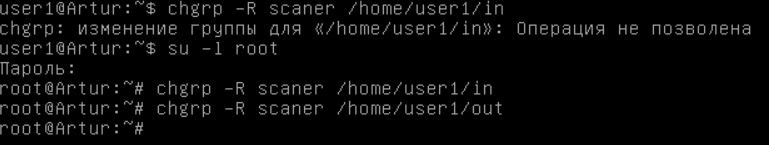 user1@Artur:~$ chgrp -R scaner /home/user1/in
chgrp: изменение группы для «/home/user1/in»: Операция не позволена
user1@Artur:~$ su -l root
Пароль:
root@Artur:~# chgrp -R scaner /home/user1/in
root@Artur:~# chgrp -R scaner /home/user1/out
root@Artur:~#